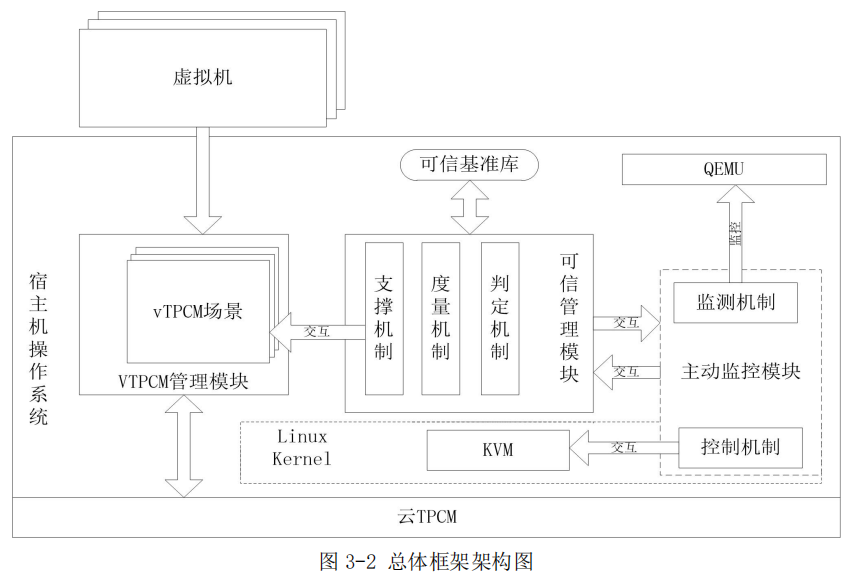 虚拟机
可信基准库
QEMU
监控
宿主机操作系统
vTPCM场景
VTPCM管理模块
交互
支撑机制
度量机制
判定机制
可信管理模块
交互
交互
监测机制
主动监控模块
控制机制
交互
Linux
Kernel
KVM
云TPCM
图 3-2 总体框架架构图